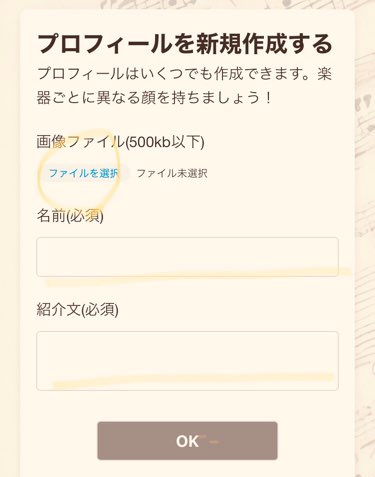 プロフィールを新規作成する
プロフィールはいくつでも作成できます。楽
器ごとに異なる顔を持ちましょう！
画像ファイル(500kb以下)
ファイルを選択 ファイル未選択
名前(必須)
紹介文(必須)
OK